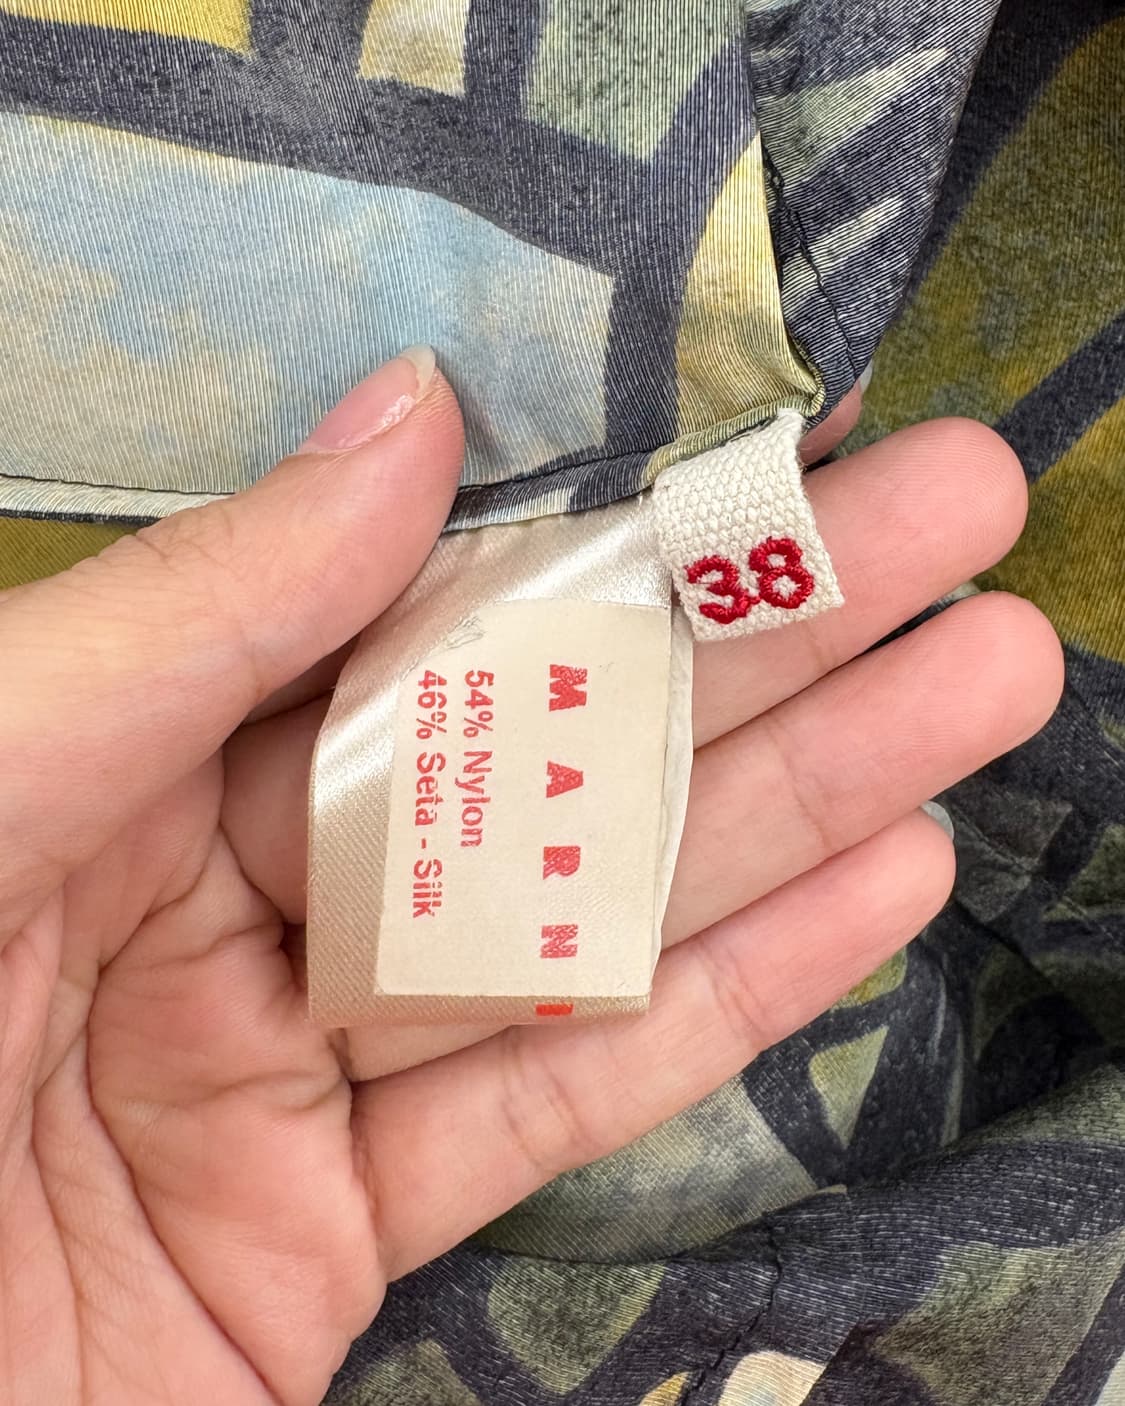 38
MARNI
54% Nylon
46% Seta - Silk